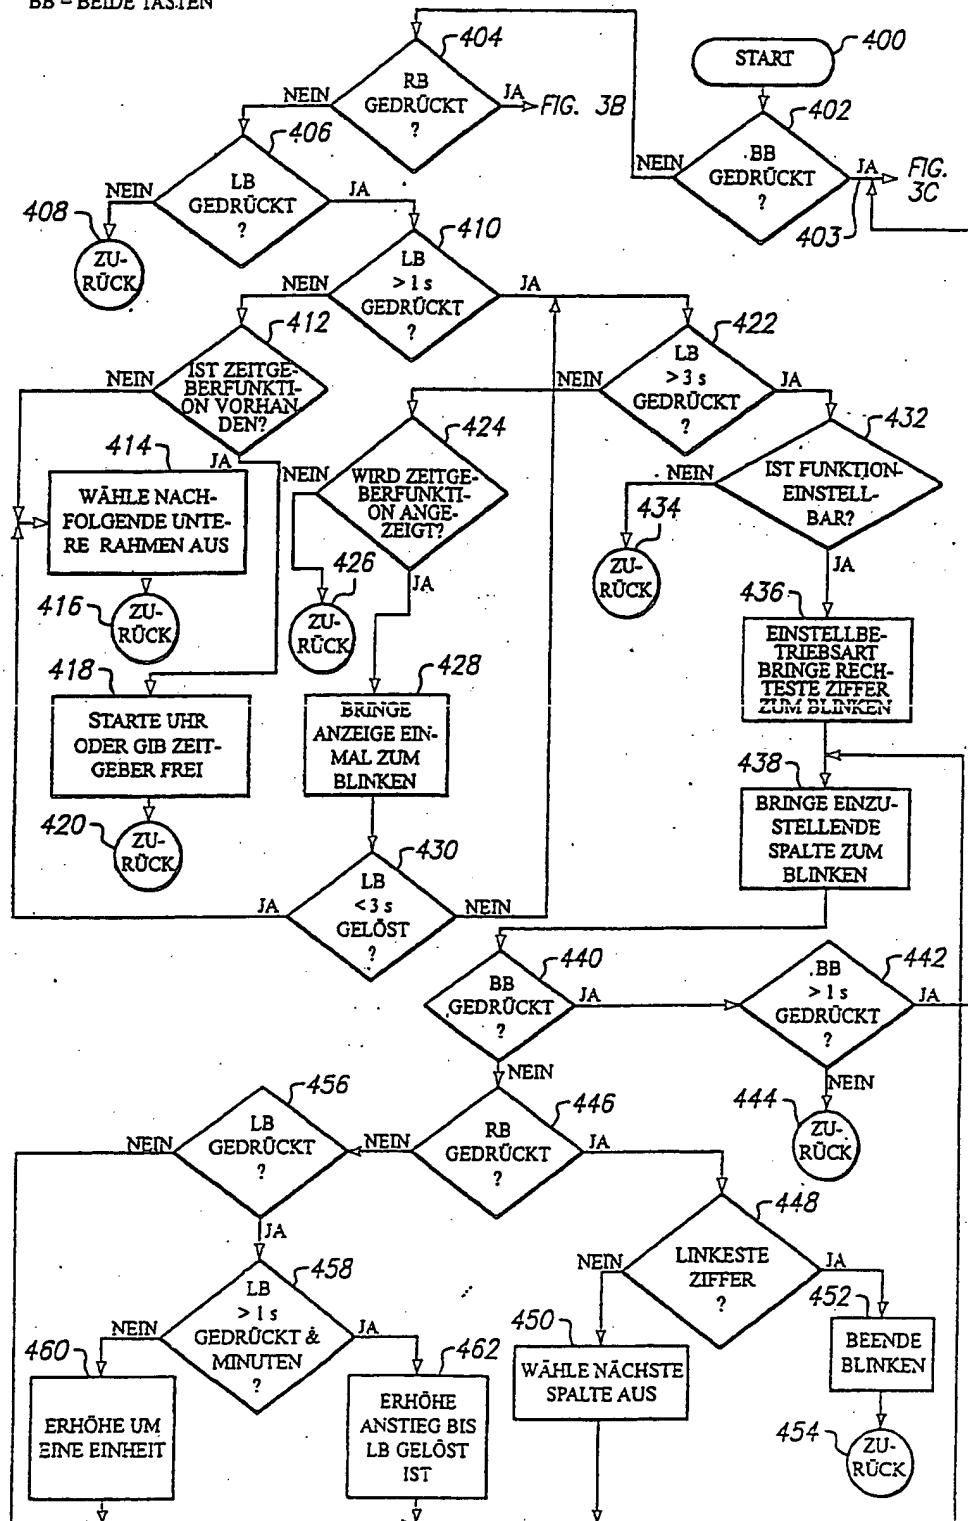 BB – BEIDE TASTEN
404
400
START
RB
GEDRÜCKT
?
NEIN
JA
FIG. 3B
402
BB
GEDRÜCKT
?
NEIN
JA
FIG.
3C
403
406
LB
GEDRÜCKT
?
NEIN
JA
408
ZU-
RÜCK
410
LB
> 1 s
GEDRÜCKT
?
NEIN
JA
412
IST ZEITGE-
BERFUNKTI-
ON VORHAN-
DEN?
NEIN
JA
422
LB
> 3 s
GEDRÜCKT
?
NEIN
JA
414
WÄHLE NACH-
FOLGENDE UNTE-
RE RAHMEN AUS
424
WIRD ZEITGE-
BERFUNKTI-
ON ANGE-
ZEIGT?
NEIN
JA
432
IST FUNKTION-
EINSTELL-
BAR?
NEIN
JA
434
ZU-
RÜCK
416
ZU-
RÜCK
426
ZU-
RÜCK
436
EINSTELLBE-
TRIEBSART
BRINGE RECH-
TESTE ZIFFER
ZUM BLINKEN
418
STARTE UHR
ODER GIB ZEIT-
GEBER FREI
428
BRINGE
ANZEIGE EIN-
MAL ZUM
BLINKEN
438
BRINGE EINZU-
STELLENDE
SPALTE ZUM
BLINKEN
420
ZU-
RÜCK
430
LB
< 3 s
GELÖST
?
JA
NEIN
440
BB
GEDRÜCKT
?
JA
NEIN
442
BB
> 1 s
GEDRÜCKT
?
JA
NEIN
444
ZU-
RÜCK
456
LB
GEDRÜCKT
?
NEIN
JA
446
RB
GEDRÜCKT
?
NEIN
JA
448
LINKESTE
ZIFFER
?
NEIN
JA
458
LB
> 1 s
GEDRÜCKT &
MINUTEN
?
NEIN
JA
450
WÄHLE NÄCHSTE
SPALTE AUS
452
BEENDE
BLINKEN
460
ERHÖHE UM
EINE EINHEIT
462
ERHÖHE
ANSTIEG BIS
LB GELÖST
IST
454
ZU-
RÜCK